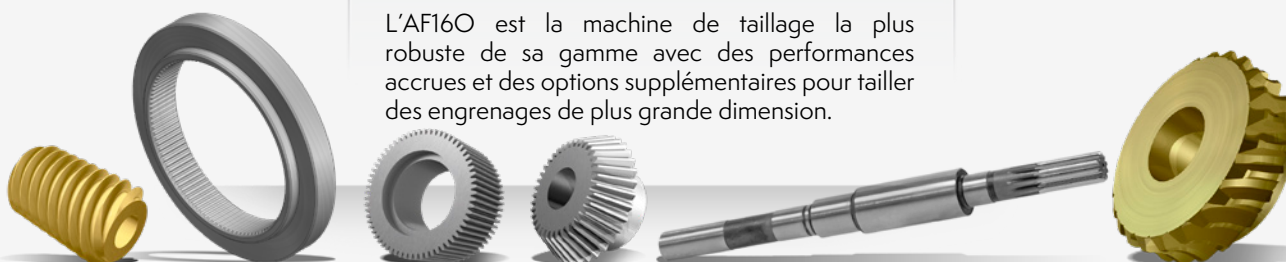 L'AF160 est la machine de taillage la plus
robuste de sa gamme avec des performances
accrues et des options supplémentaires pour tailler
des engrenages de plus grande dimension.